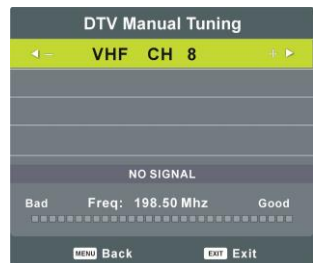 DTV Manual Tuning
- VHF CH 8 +
NO SIGNAL
Bad Freq: 198.50 Mhz Good
MENU Back EXIT Exit